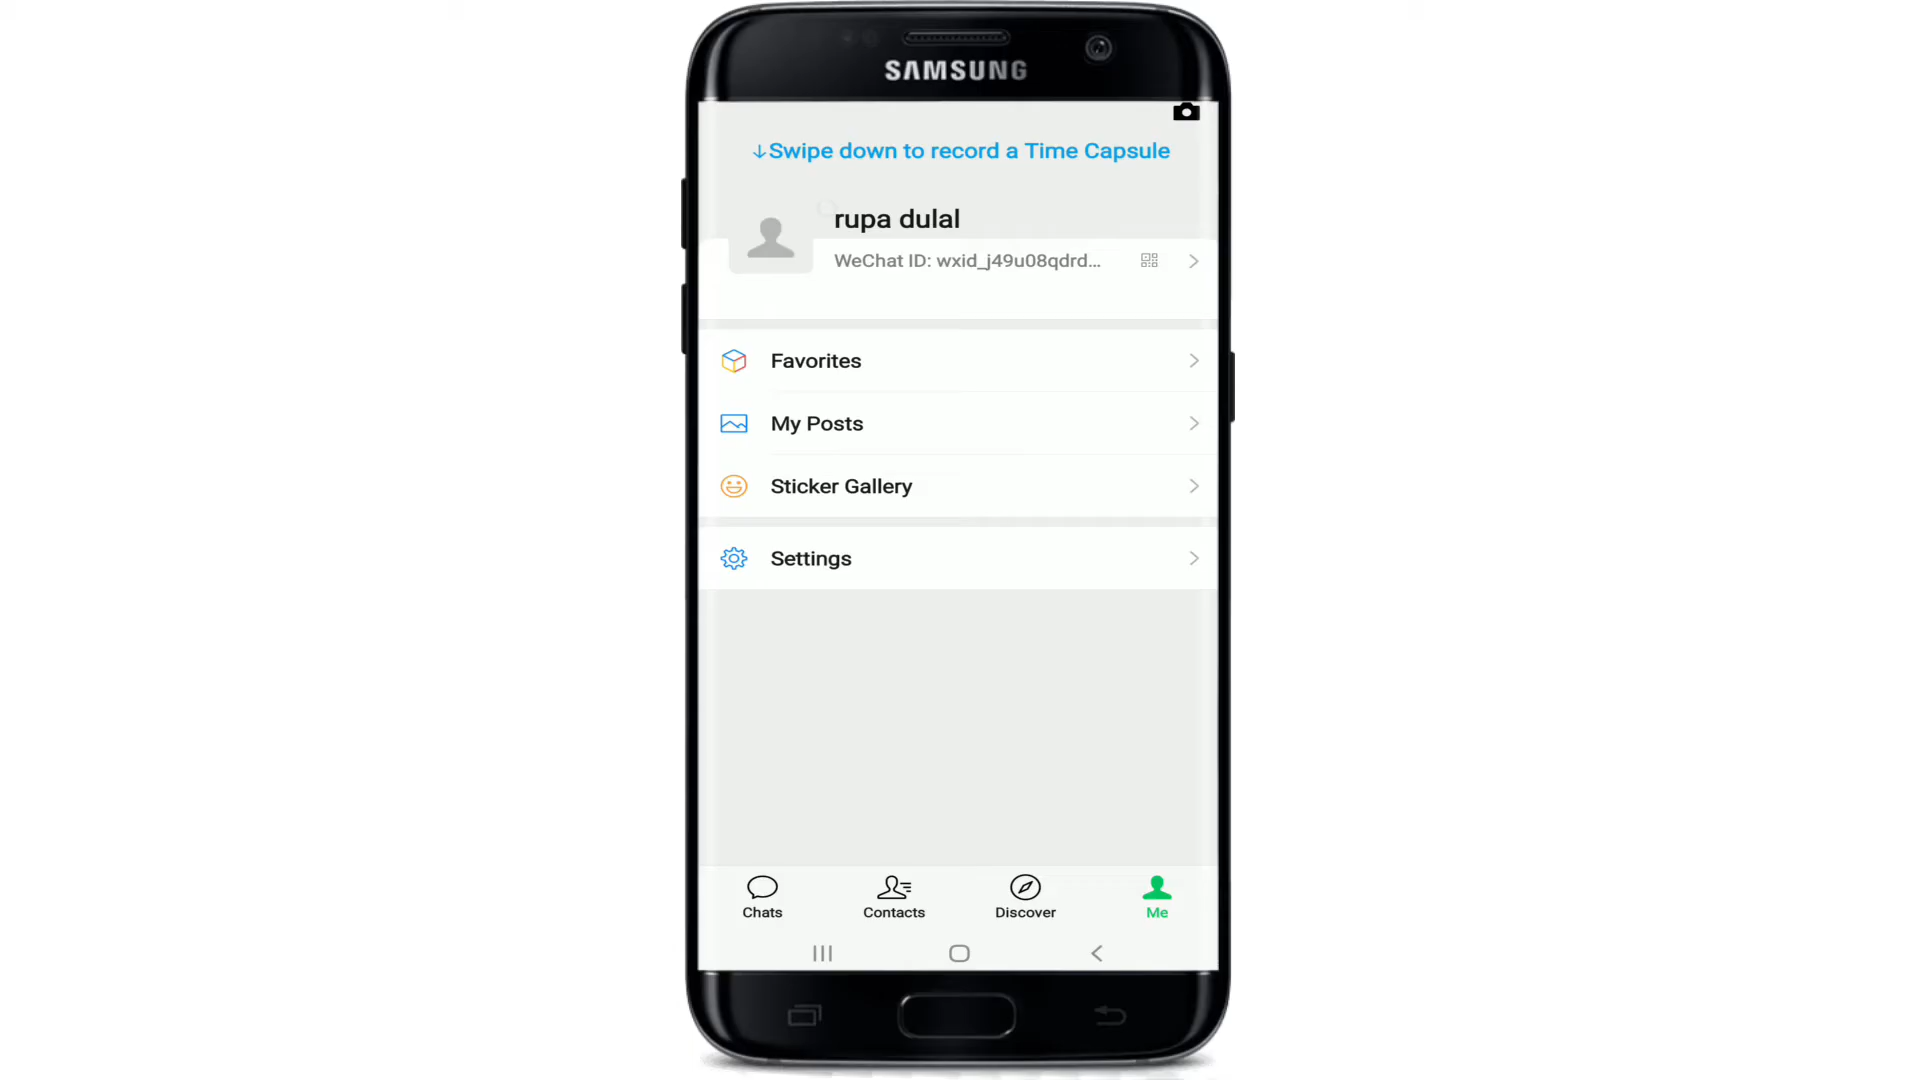 SAMSUNG
↓Swipe down to record a Time Capsule
rupa dulal
WeChat ID: wxid_j49u08qdrd...
Favorites
My Posts
Sticker Gallery
Settings
Chats
Contacts
Discover
Me